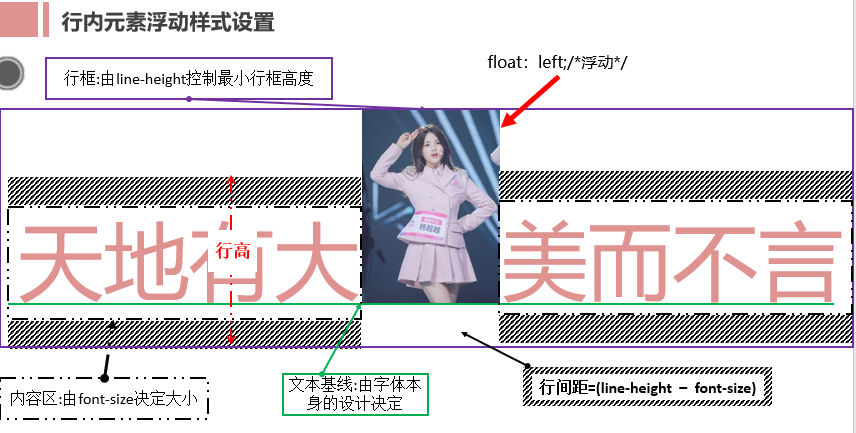 行内元素浮动样式设置
行框:由line-height控制最小行框高度
float：left;/*浮动*/
天地有大
美而不言
行高
杨超越
内容区:由font-size决定大小
文本基线:由字体本
身的设计决定
行间距=(line-height － font-size)